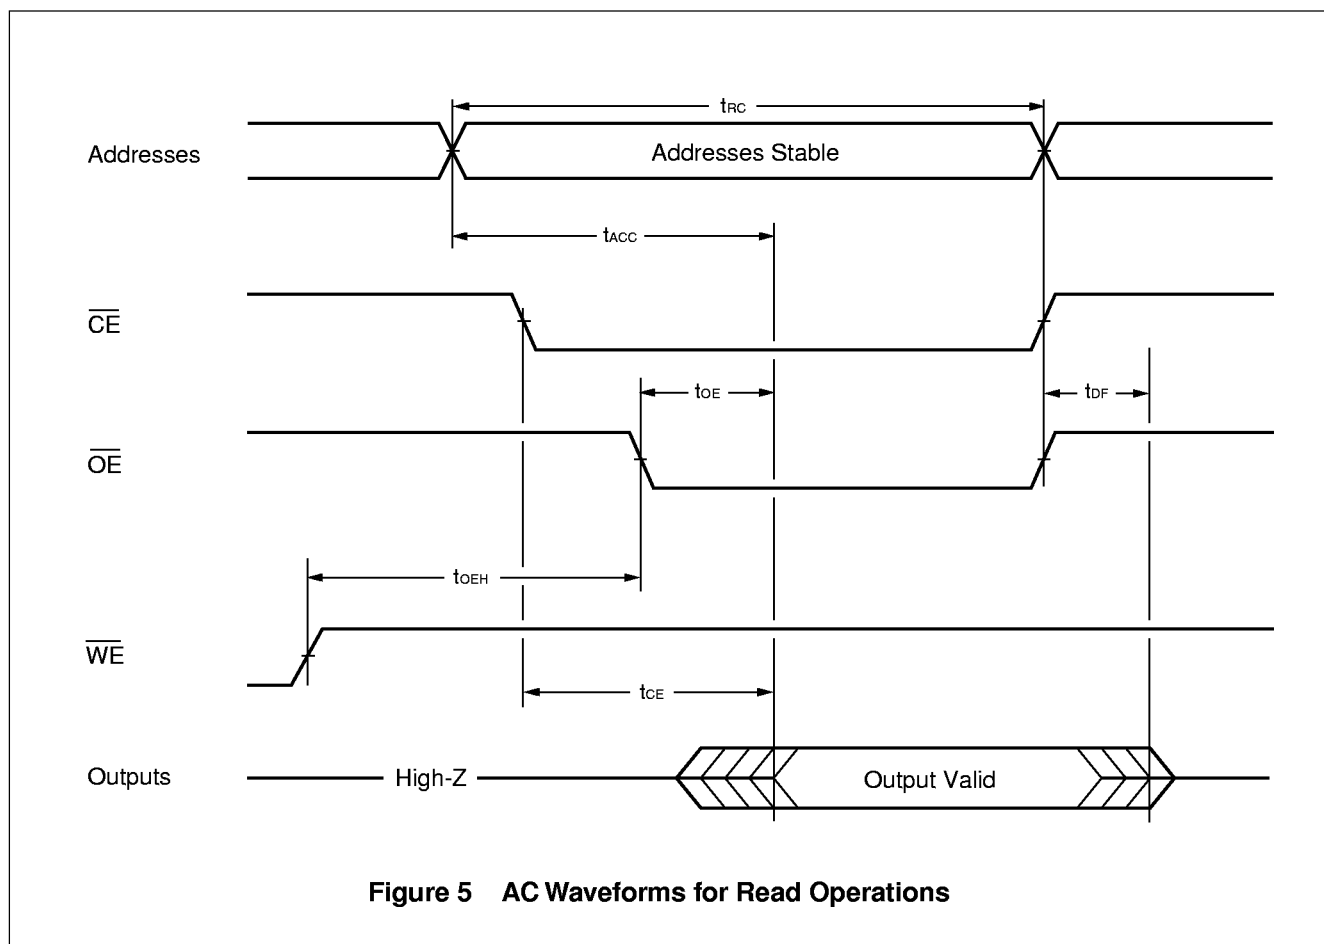 tRC
Addresses
Addresses Stable
tACC
CE
tOE
tDF
OE
tOEH
WE
tCE
Outputs
High-Z
Output Valid
Figure 5 AC Waveforms for Read Operations